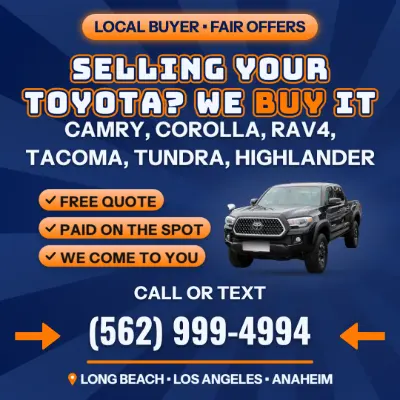 LOCAL BUYER • FAIR OFFERS
SELLING YOUR
TOYOTA? WE BUY IT
CAMRY, COROLLA, RAV4,
TACOMA, TUNDRA, HIGHLANDER
FREE QUOTE
PAID ON THE SPOT
WE COME TO YOU
CALL OR TEXT
(562) 999-4994
LONG BEACH • LOS ANGELES • ANAHEIM